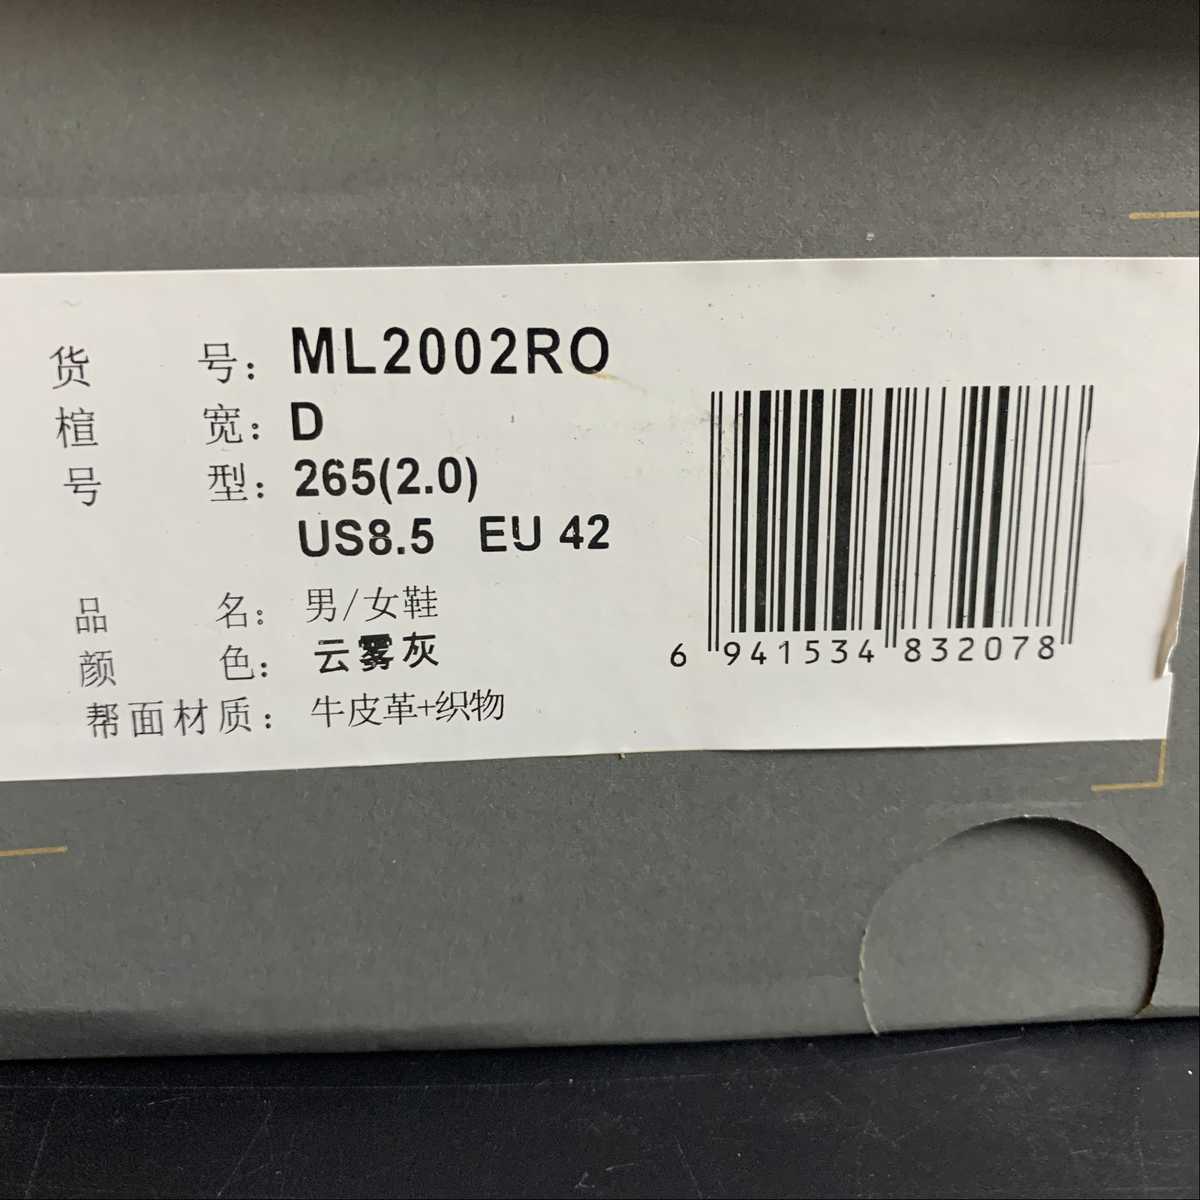 货 号: ML2002RO
楦 宽: D
号 型: 265(2.0)
US8.5 EU 42
品 名: 男/女鞋
颜 色: 云雾灰
帮面材质: 牛皮革+织物
6 941534 832078